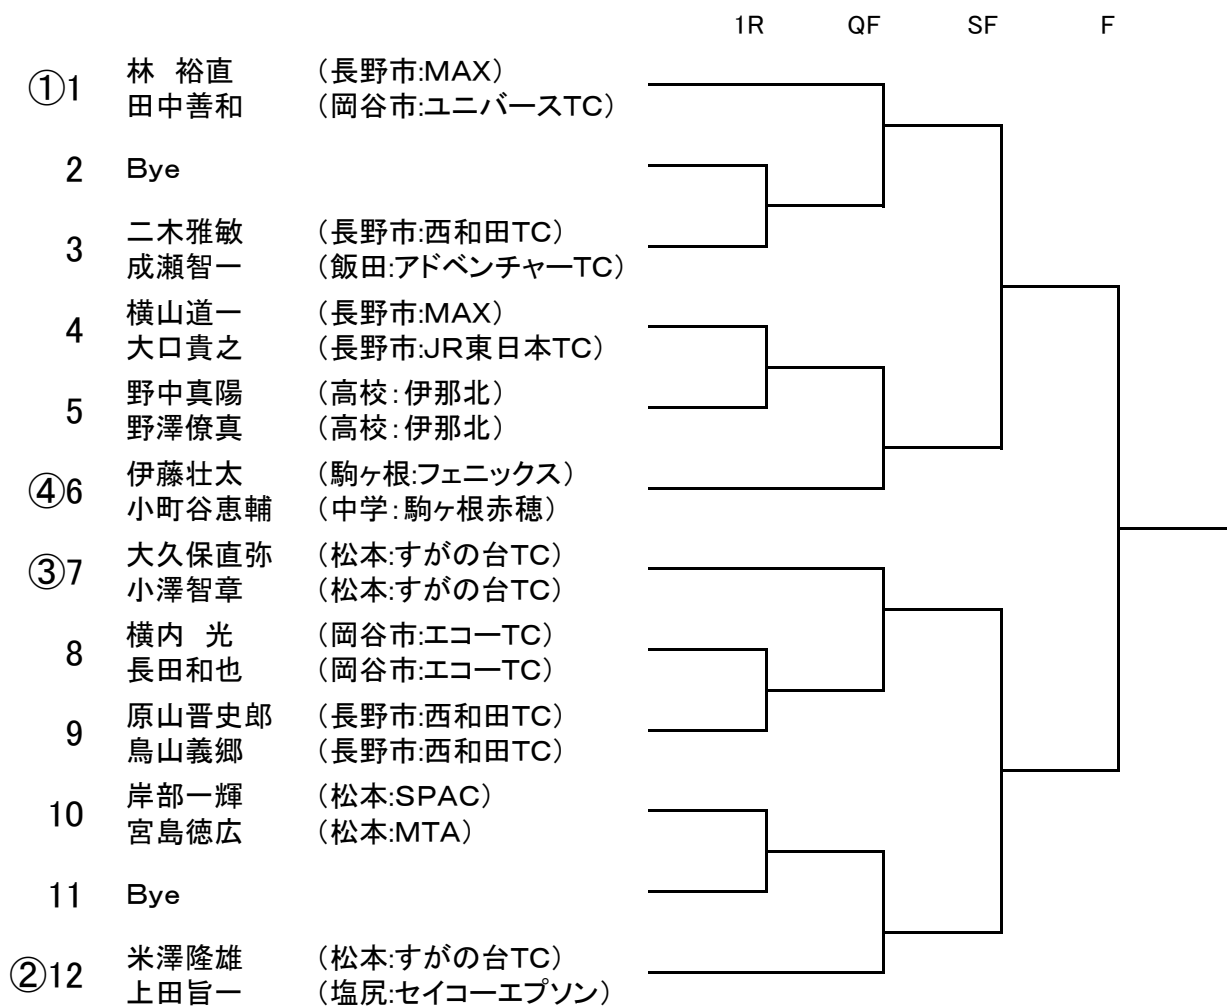 1R QF SF F
①1 林 裕直 (長野市:MAX)
田中善和 (岡谷市:ユニバースTC)
2 Bye
3 二木雅敏 (長野市:西和田TC)
成瀬智一 (飯田:アドベンチャーTC)
4 横山道一 (長野市:MAX)
大口貴之 (長野市:JR東日本TC)
5 野中真陽 (高校:伊那北)
野澤僚真 (高校:伊那北)
④6 伊藤壮太 (駒ヶ根:フェニックス)
小町谷恵輔 (中学:駒ヶ根赤穂)
③7 大久保直弥 (松本:すがの台TC)
小澤智章 (松本:すがの台TC)
8 横内 光 (岡谷市:エコーTC)
長田和也 (岡谷市:エコーTC)
9 原山晋史郎 (長野市:西和田TC)
鳥山義郷 (長野市:西和田TC)
10 岸部一輝 (松本:SPAC)
宮島徳広 (松本:MTA)
11 Bye
②12 米澤隆雄 (松本:すがの台TC)
上田旨一 (塩尻:セイコーエプソン)